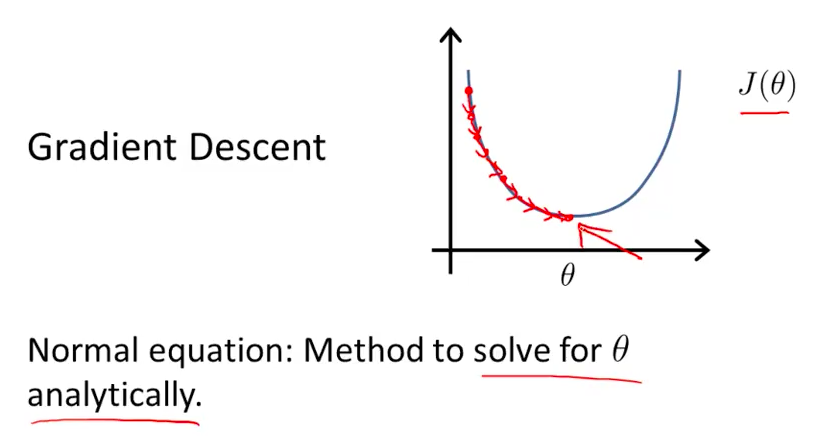 J(θ)
Gradient Descent
θ
Normal equation: Method to solve for θ
analytically.